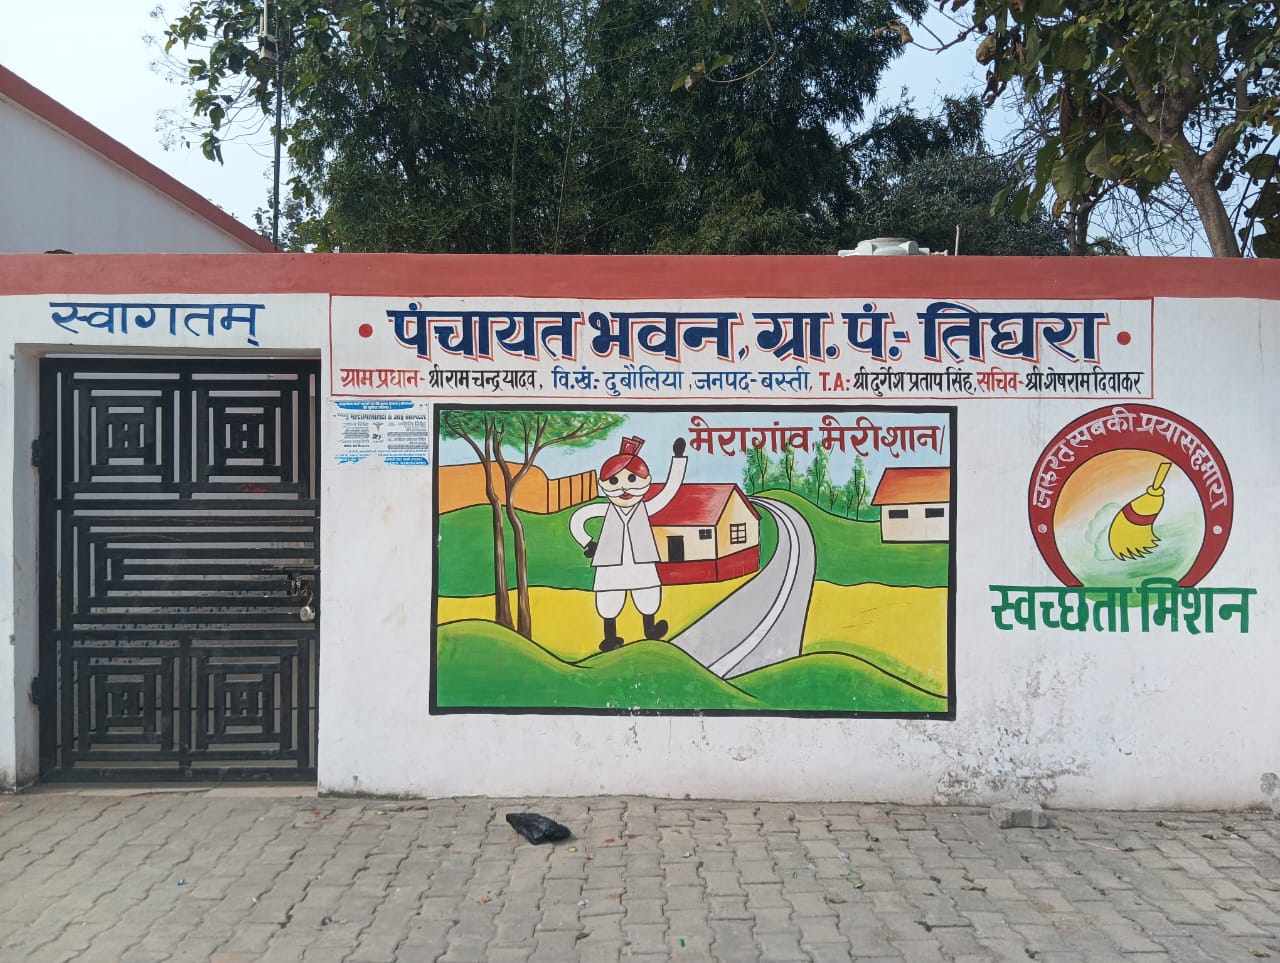 स्वागतम्
• पंचायत भवन, ग्रा. पं.- तिघरा •
ग्राम प्रधान- श्री राम चन्द्र यादव, वि.खं:- दुबौलिया, जनपद- बस्ती, T.A: श्री दुर्गेश प्रताप सिंह, सचिव- श्री शेषराम दिवाकर
मेरा गांव मेरी शान
• जरूरत सबकी प्रयास हमारा •
स्वच्छता मिशन